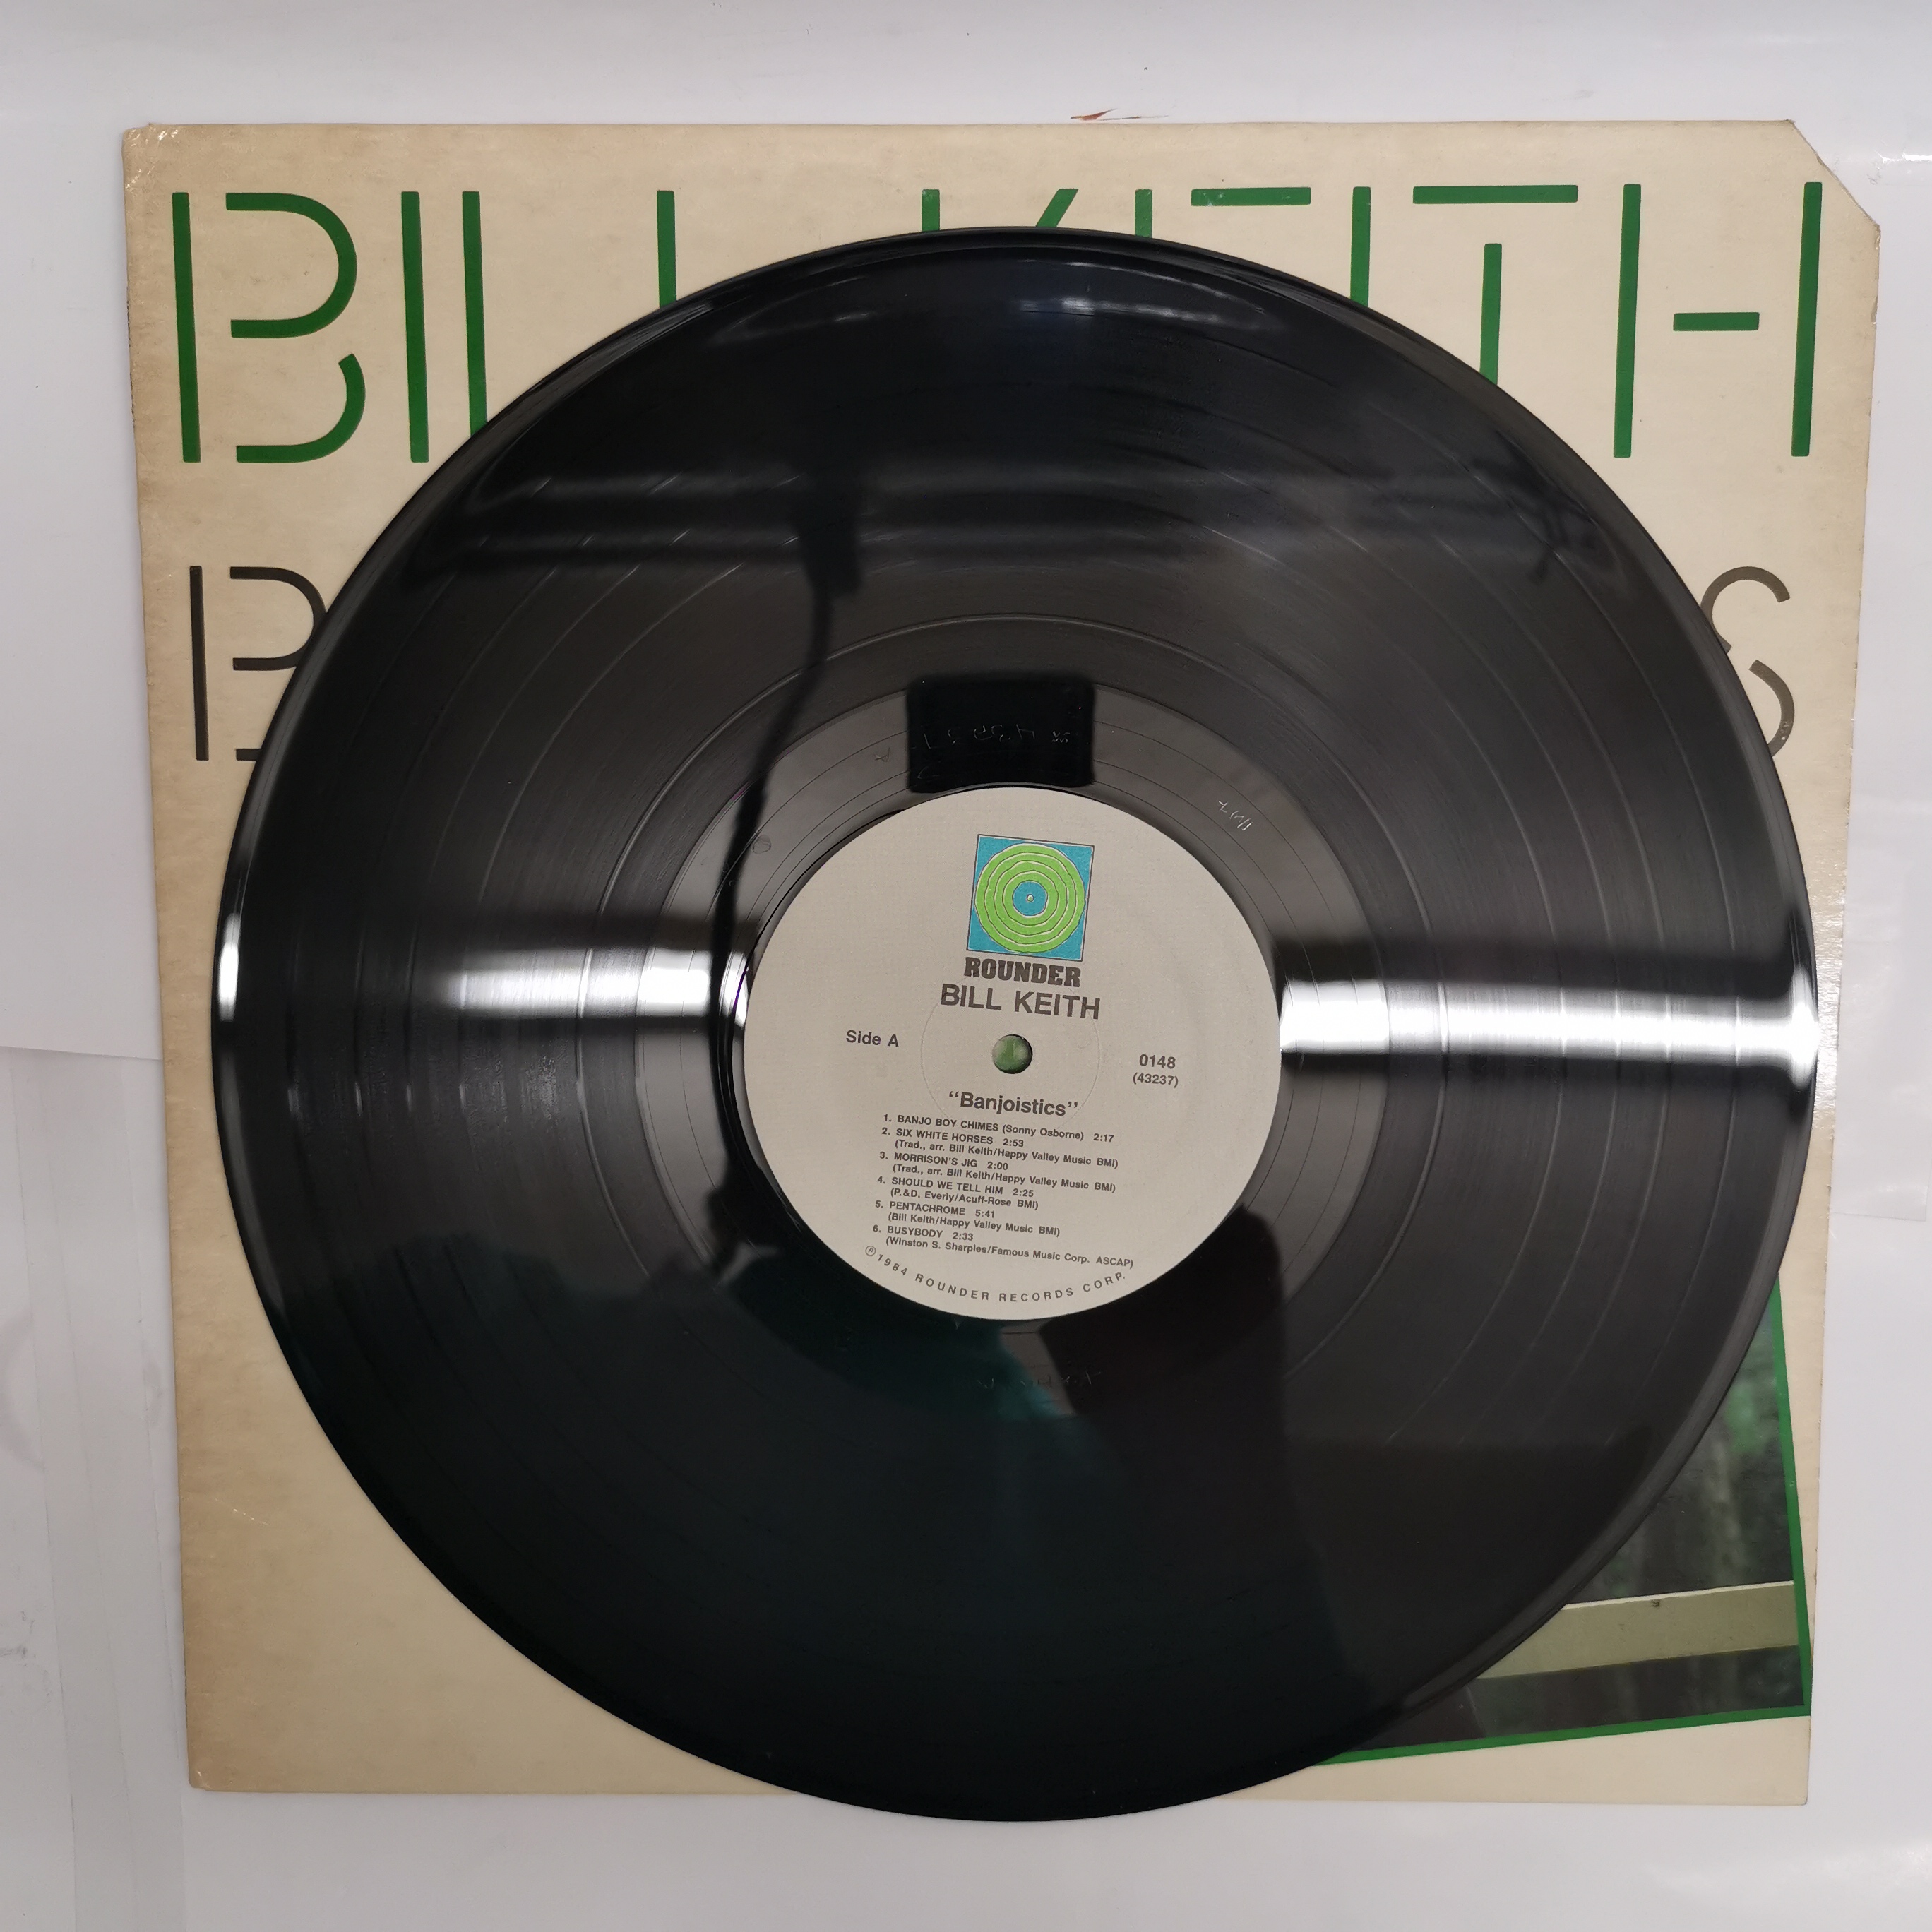 BILL KEITH
ROUNDER
BILL KEITH
Side A
0148
(43237)
“Banjoistics”
1. BANJO BOY CHIMES (Sonny Osborne) 2:17
2. SIX WHITE HORSES 2:53
(Trad., arr. Bill Keith/Happy Valley Music BMI)
3. MORRISON'S JIG 2:00
(Trad., arr. Bill Keith/Happy Valley Music BMI)
4. SHOULD WE TELL HIM 2:25
(P.&D. Everly/Acuff-Rose BMI)
5. PENTACHROME 5:41
(Bill Keith/Happy Valley Music BMI)
6. BUSYBODY 2:33
(Winston S. Sharples/Famous Music Corp. ASCAP)
℗1984 ROUNDER RECORDS CORP.